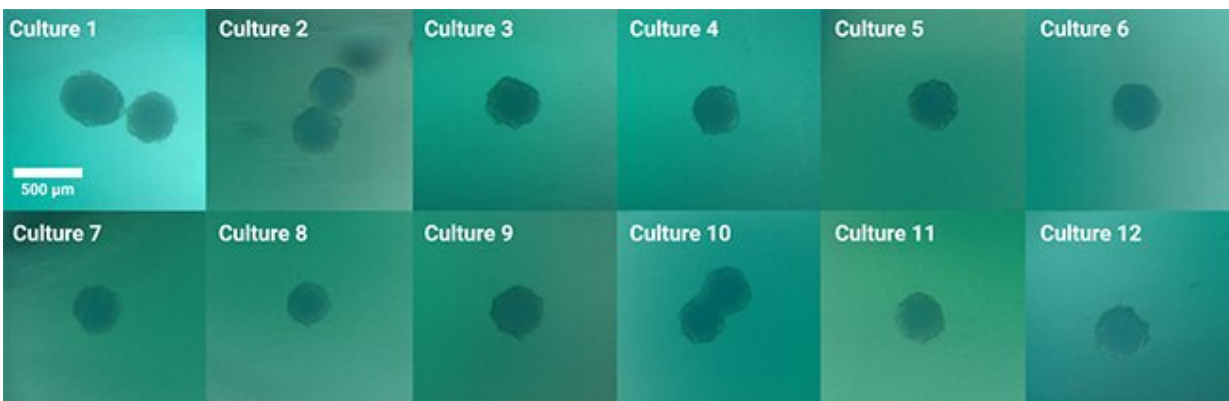 Culture 1
Culture 2
Culture 3
Culture 4
Culture 5
Culture 6
500 µm
Culture 7
Culture 8
Culture 9
Culture 10
Culture 11
Culture 12